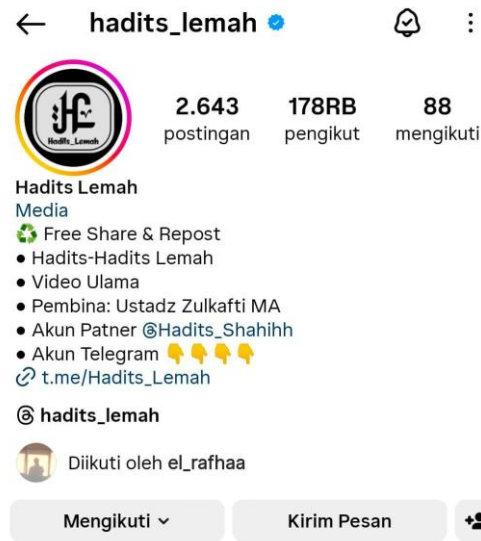 hadits_lemah
2.643 178RB 88
postingan pengikut mengikuti
Hadits_Lemah
Hadits Lemah
Media
♻️ Free Share & Repost
● Hadits-Hadits Lemah
● Video Ulama
● Pembina: Ustadz Zulkafti MA
● Akun Patner @Hadits_Shahihh
● Akun Telegram 👇👇👇👇
t.me/Hadits_Lemah
hadits_lemah
Diikuti oleh el_rafhaa
Mengikuti Kirim Pesan